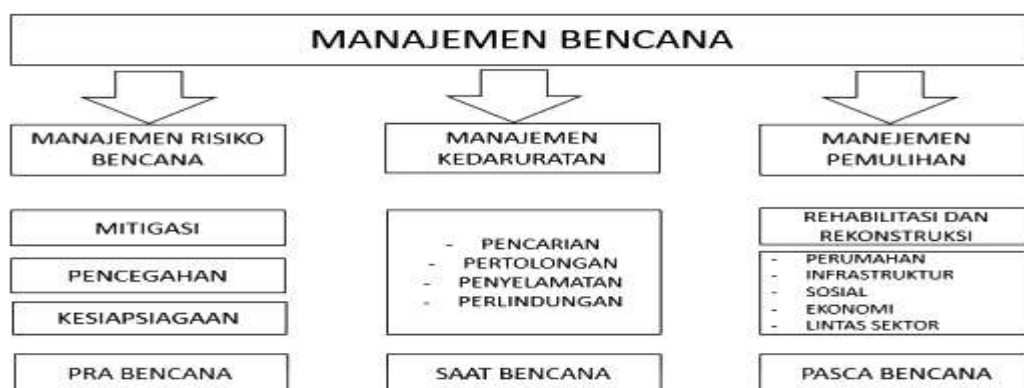 MANAJEMEN BENCANA
MANAJEMEN RISIKO
BENCANA
MITIGASI
PENCEGAHAN
KESIAPSIAGAAN
PRA BENCANA
MANAJEMEN
KEDARURATAN
- PENCARIAN
- PERTOLONGAN
- PENYELAMATAN
- PERLINDUNGAN
SAAT BENCANA
MANEJEMEN
PEMULIHAN
REHABILITASI DAN
REKONSTRUKSI
- PERUMAHAN
- INFRASTRUKTUR
- SOSIAL
- EKONOMI
- LINTAS SEKTOR
PASCA BENCANA